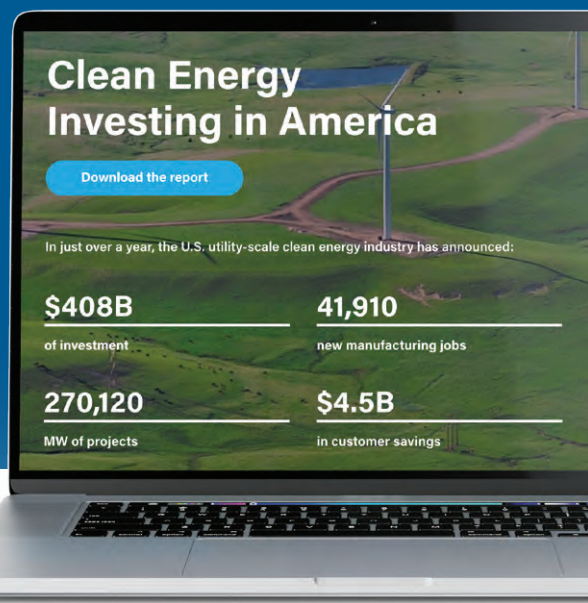 Clean Energy
Investing in America
Download the report
In just over a year, the U.S. utility-scale clean energy industry has announced:
$408B
of investment
41,910
new manufacturing jobs
270,120
MW of projects
$4.5B
in customer savings